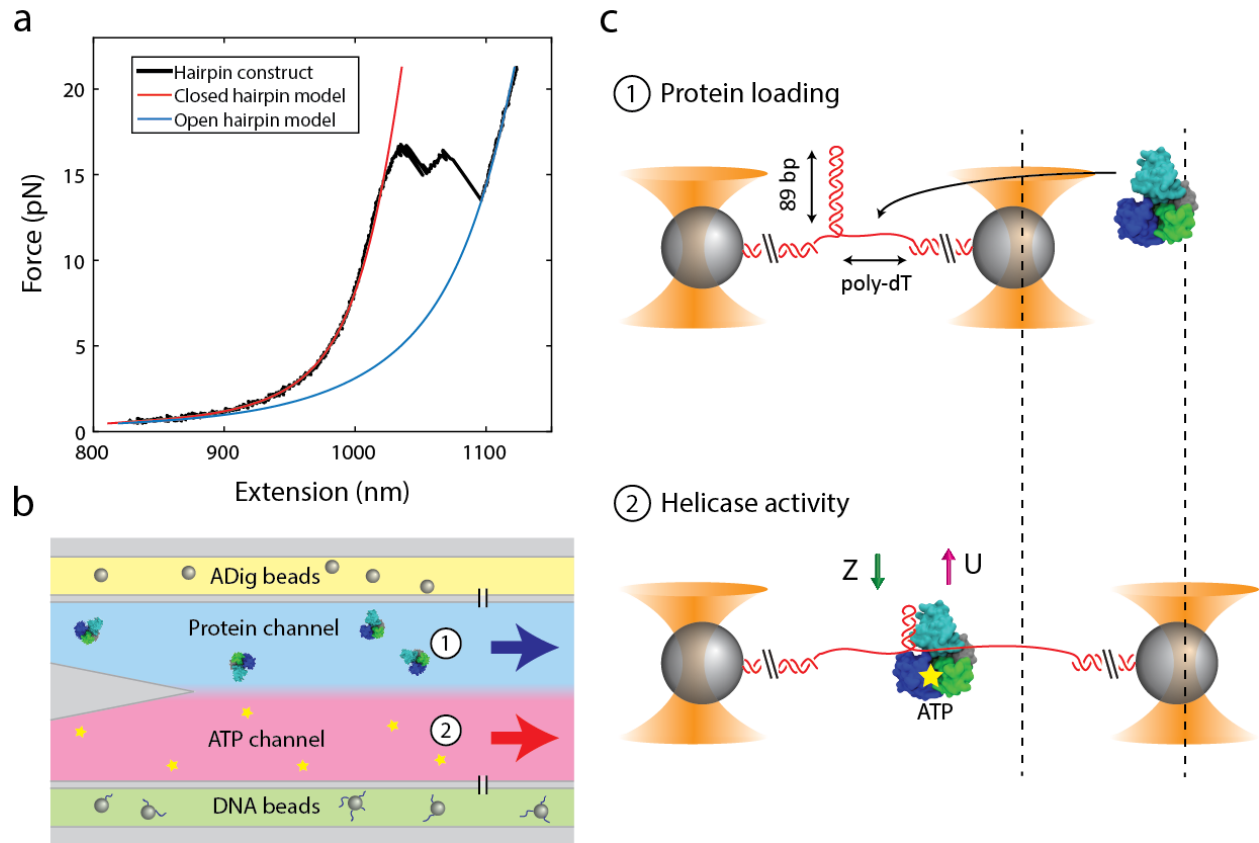 a
Hairpin construct
Closed hairpin model
Open hairpin model
Force (pN)
20
15
10
5
0
800
900
1000
1100
Extension (nm)
b
ADig beads
Protein channel
1
ATP channel
2
DNA beads
c
1 Protein loading
89 bp
poly-dT
2 Helicase activity
Z
U
ATP